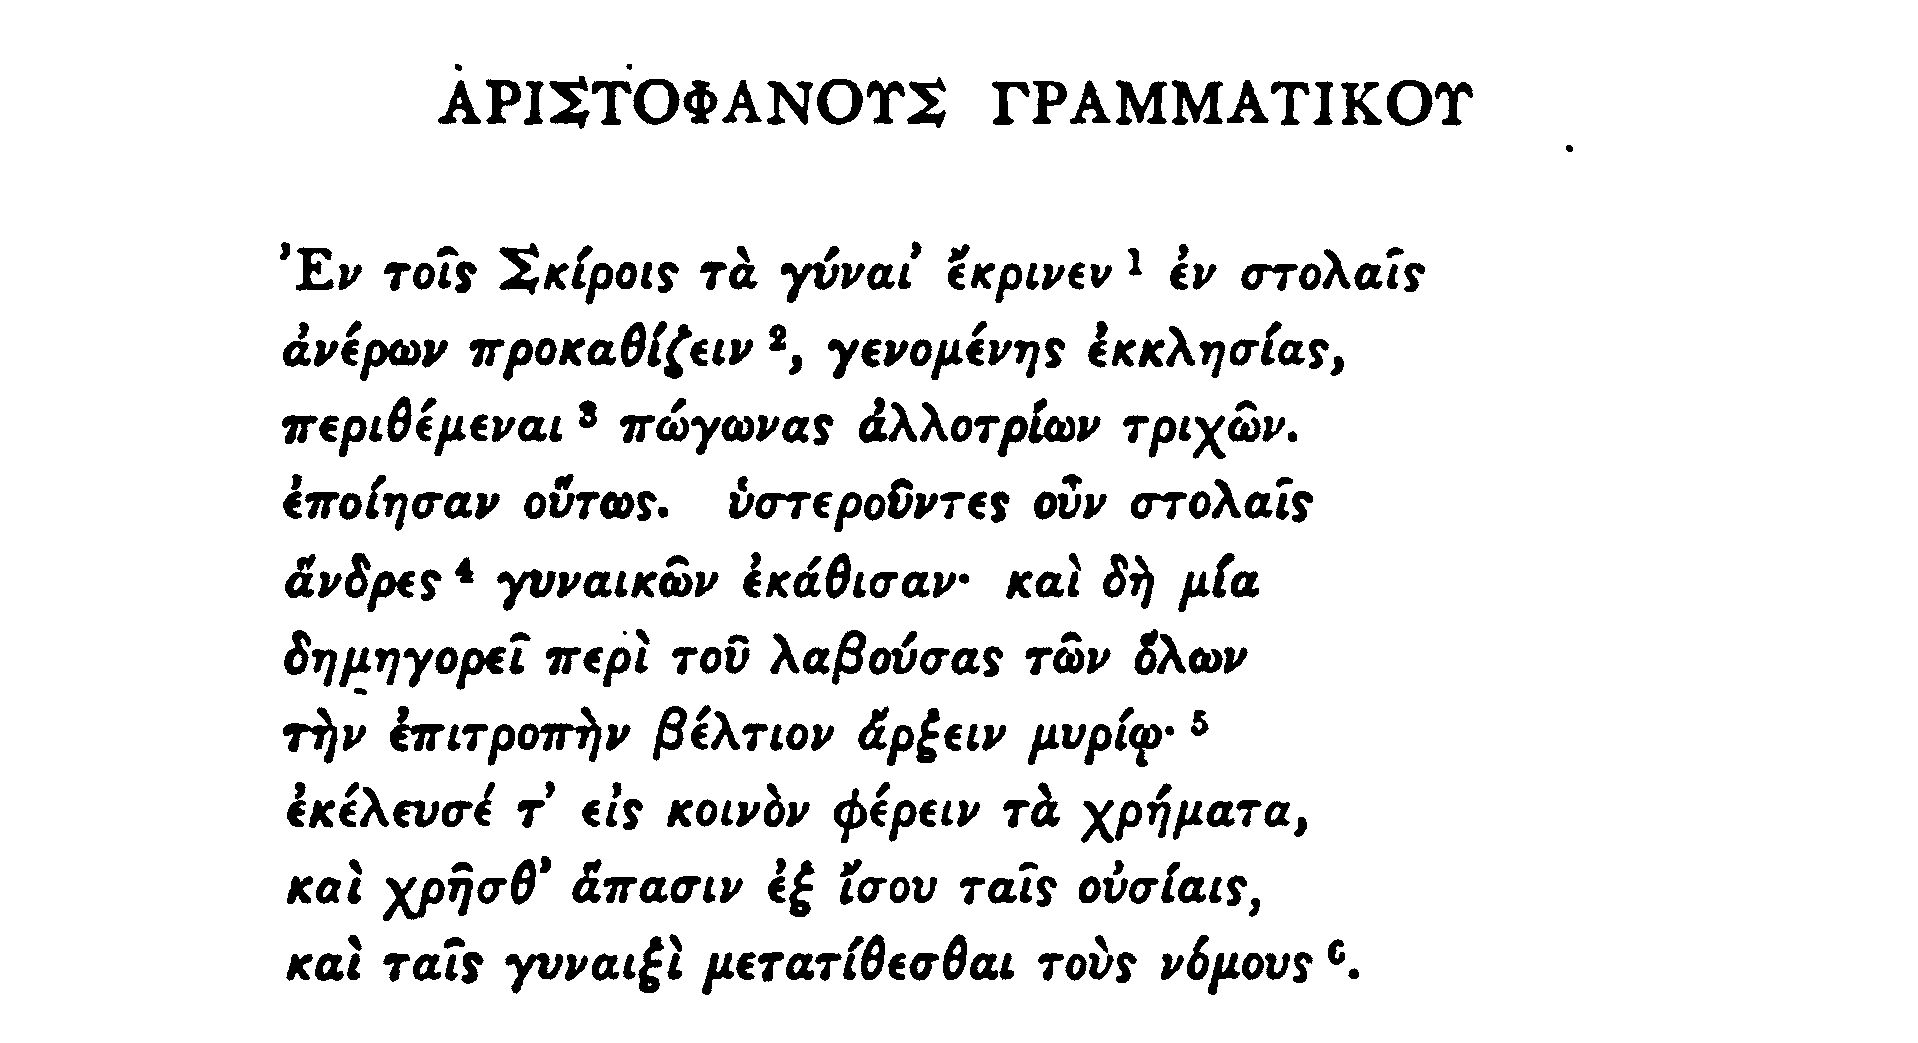 ΑΡΙΣΤΟΦΑΝΟΥΣ ΓΡΑΜΜΑΤΙΚΟΥ
Ἐν τοῖς Σκίροις τὰ γύναι’ ἔκρινεν ¹ ἐν στολαῖς
ἀνέρων προκαθίζειν ², γενομένης ἐκκλησίας,
περιθέμεναι ³ πώγωνας ἀλλοτρίων τριχῶν.
ἐποίησαν οὕτως. ὑστεροῦντες οὖν στολαῖς
ἄνδρες ⁴ γυναικῶν ἐκάθισαν· καὶ δὴ μία
δημηγορεῖ περὶ τοῦ λαβούσας τῶν ὅλων
τὴν ἐπιτροπὴν βέλτιον ἄρξειν μυρίῳ· ⁵
ἐκέλευσέ τ’ εἰς κοινὸν φέρειν τὰ χρήματα,
καὶ χρῆσθ’ ἅπασιν ἐξ ἴσου ταῖς οὐσίαις,
καὶ ταῖς γυναιξὶ μετατίθεσθαι τοὺς νόμους ⁶.